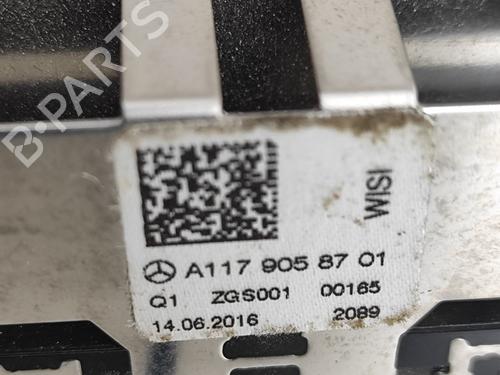 B-PARTS
WISI
A117 905 87 01
Q1 ZGS001 00165
14.06.2016 2089